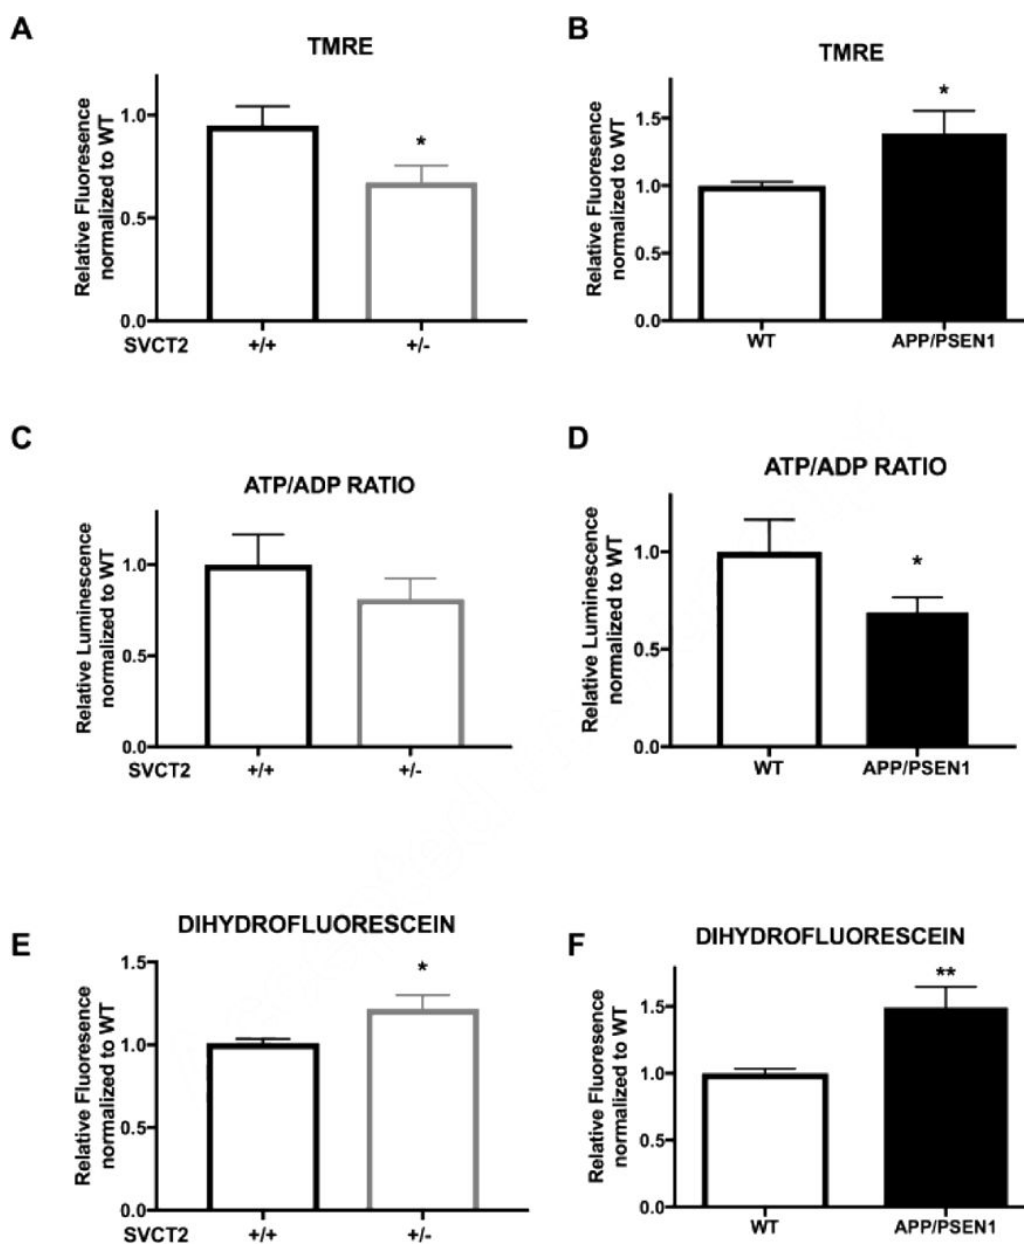 A
TMRE
Relative Fluoresence
normalized to WT
1.0
0.5
0.0
*
SVCT2 +/+ +/-
B
TMRE
Relative Fluoresence
normalized to WT
1.5
1.0
0.5
0.0
*
WT APP/PSEN1
C
ATP/ADP RATIO
Relative Luminescence
normalized to WT
1.0
0.5
0.0
SVCT2 +/+ +/-
D
ATP/ADP RATIO
Relative Luminescence
normalized to WT
1.0
0.5
0.0
*
WT APP/PSEN1
E
DIHYDROFLUORESCEIN
Relative Fluoresence
normalized to WT
1.5
1.0
0.5
0.0
*
SVCT2 +/+ +/-
F
DIHYDROFLUORESCEIN
Relative Fluoresence
normalized to WT
1.5
1.0
0.5
0.0
**
WT APP/PSEN1